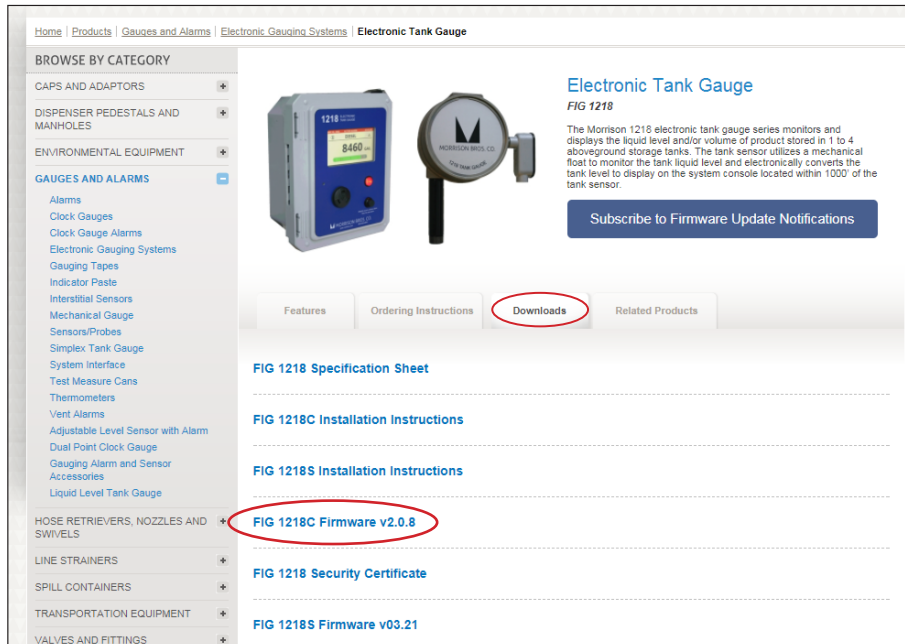 Home | Products | Gauges and Alarms | Electronic Gauging Systems | Electronic Tank Gauge
BROWSE BY CATEGORY
CAPS AND ADAPTORS
DISPENSER PEDESTALS AND
MANHOLES
ENVIRONMENTAL EQUIPMENT
GAUGES AND ALARMS
Alarms
Clock Gauges
Clock Gauge Alarms
Electronic Gauging Systems
Gauging Tapes
Indicator Paste
Interstitial Sensors
Mechanical Gauge
Sensors/Probes
Simplex Tank Gauge
System Interface
Test Measure Cans
Thermometers
Vent Alarms
Adjustable Level Sensor with Alarm
Dual Point Clock Gauge
Gauging Alarm and Sensor
Accessories
Liquid Level Tank Gauge
HOSE RETRIEVERS, NOZZLES AND
SWIVELS
LINE STRAINERS
SPILL CONTAINERS
TRANSPORTATION EQUIPMENT
VALVES AND FITTINGS
1218
8460
MORRISON BROS. CO.
1218 TANK GAUGE
Electronic Tank Gauge
FIG 1218
The Morrison 1218 electronic tank gauge series monitors and
displays the liquid level and/or volume of product stored in 1 to 4
aboveground storage tanks. The tank sensor utilizes a mechanical
float to monitor the tank liquid level and electronically converts the
tank level to display on the system console located within 1000' of the
tank sensor.
Subscribe to Firmware Update Notifications
Features
Ordering Instructions
Downloads
Related Products
FIG 1218 Specification Sheet
FIG 1218C Installation Instructions
FIG 1218S Installation Instructions
FIG 1218C Firmware v2.0.8
FIG 1218 Security Certificate
FIG 1218S Firmware v03.21